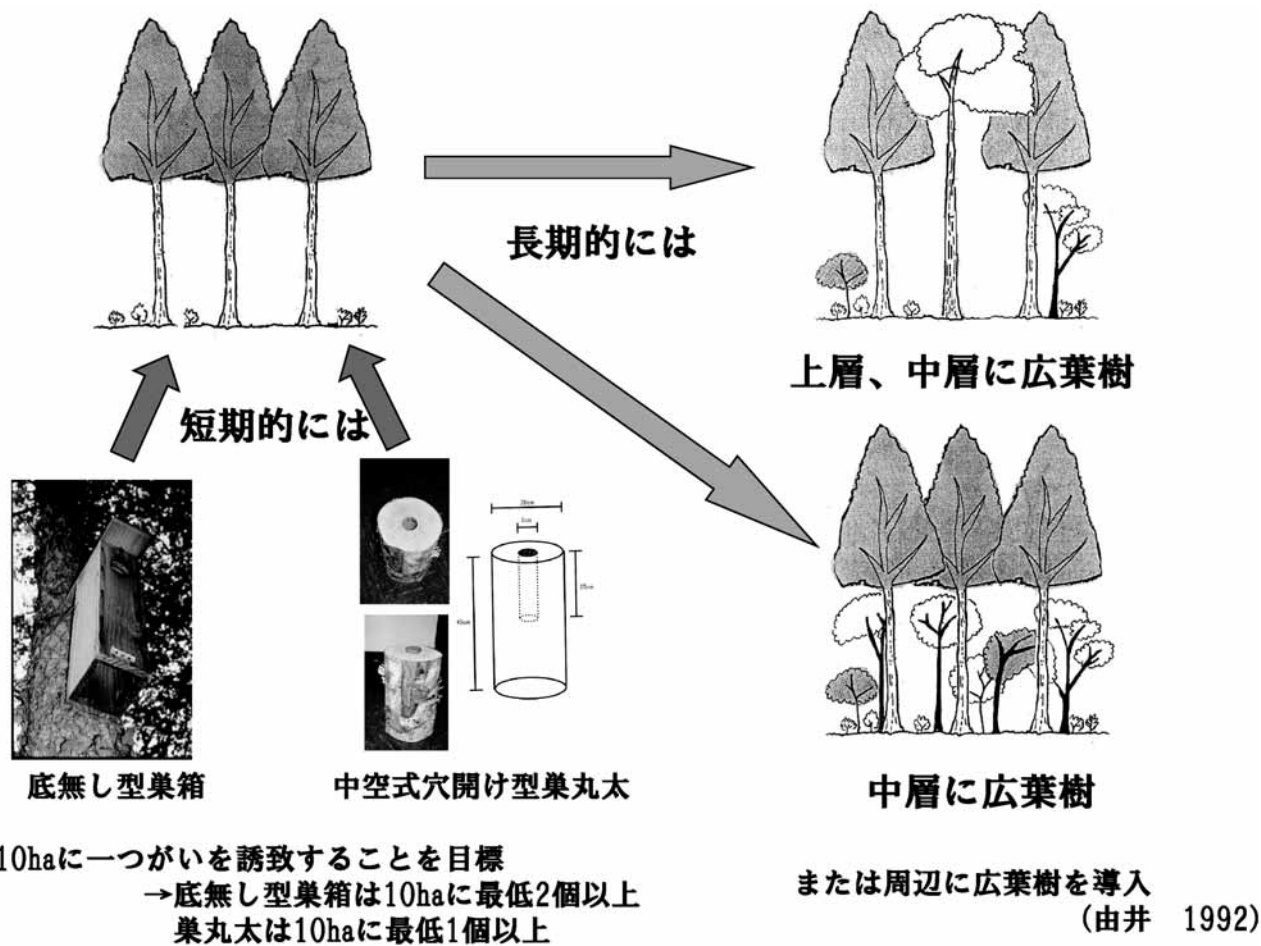 長期的には
上層、中層に広葉樹
短期的には
底無し型巣箱
中空式穴開け型巣丸太
中層に広葉樹
10haに一つがいを誘致することを目標
→底無し型巣箱は10haに最低2個以上
巣丸太は10haに最低1個以上
または周辺に広葉樹を導入
(由井　1992)